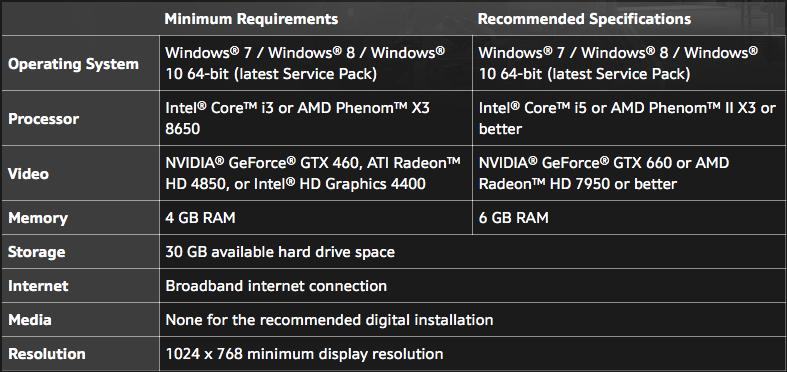 Minimum Requirements Recommended Specifications
Operating System
Windows® 7 / Windows® 8 / Windows®
10 64-bit (latest Service Pack)
Windows® 7 / Windows® 8 / Windows®
10 64-bit (latest Service Pack)
Processor
Intel® Core™ i3 or AMD Phenom™ X3
8650
Intel® Core™ i5 or AMD Phenom™ II X3 or
better
Video
NVIDIA® GeForce® GTX 460, ATI Radeon™
HD 4850, or Intel® HD Graphics 4400
NVIDIA® GeForce® GTX 660 or AMD
Radeon™ HD 7950 or better
Memory 4 GB RAM 6 GB RAM
Storage 30 GB available hard drive space
Internet Broadband internet connection
Media None for the recommended digital installation
Resolution 1024 x 768 minimum display resolution